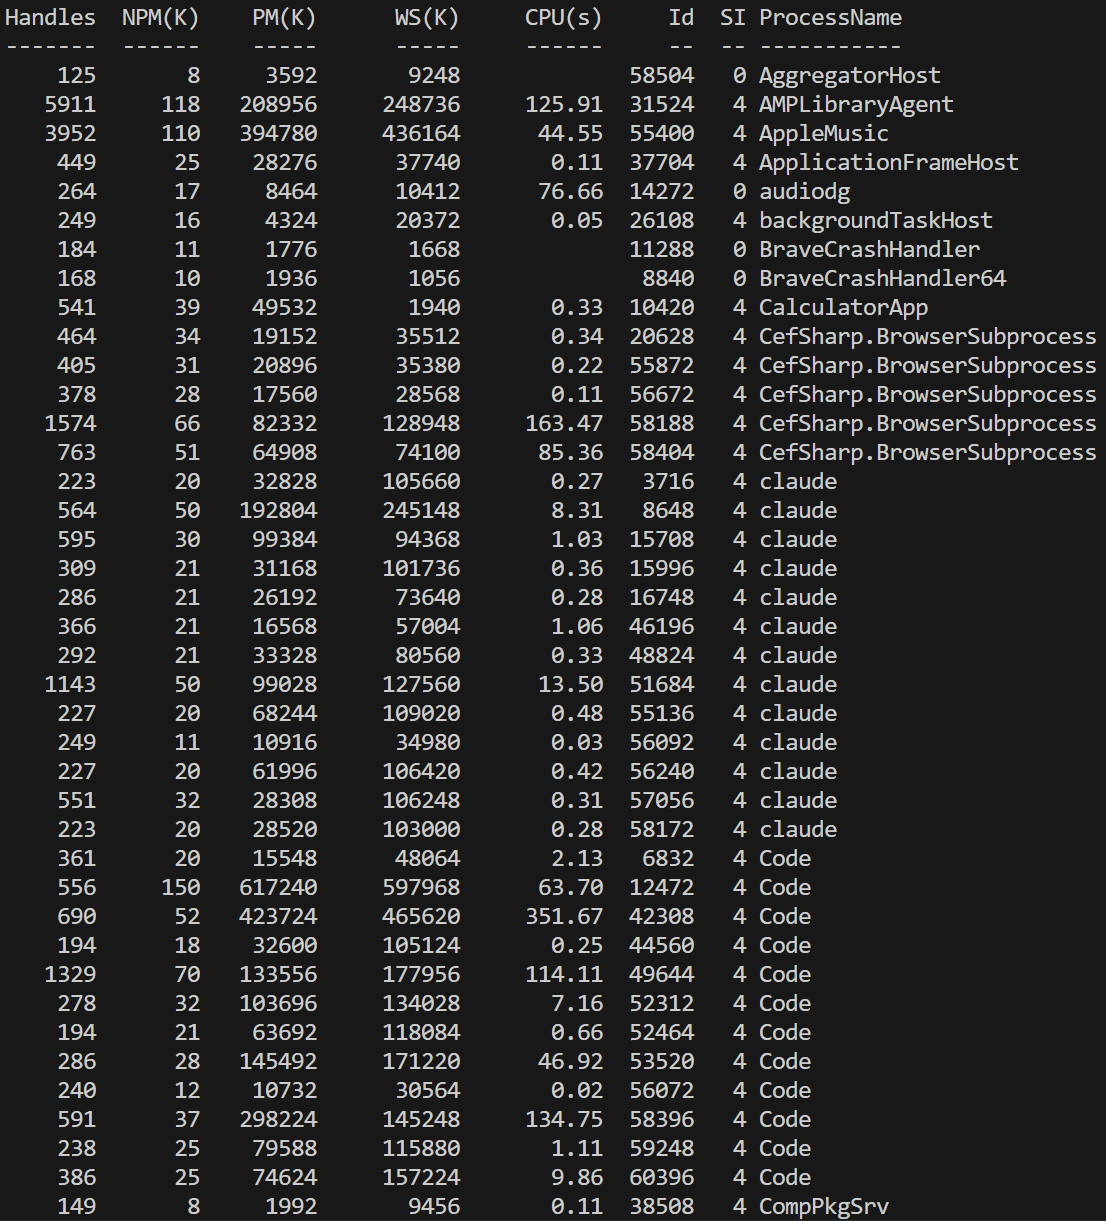 Handles  NPM(K)    PM(K)      WS(K)     CPU(s)     Id  SI ProcessName
-------  ------    -----      -----     ------     --  -- -----------
    125       8     3592       9248             58504   0 AggregatorHost
   5911     118   208956     248736     125.91  31524   4 AMPLibraryAgent
   3952     110   394780     436164      44.55  55400   4 AppleMusic
    449      25    28276      37740       0.11  37704   4 ApplicationFrameHost
    264      17     8464      10412      76.66  14272   0 audiodg
    249      16     4324      20372       0.05  26108   4 backgroundTaskHost
    184      11     1776       1668             11288   0 BraveCrashHandler
    168      10     1936       1056              8840   0 BraveCrashHandler64
    541      39    49532       1940       0.33  10420   4 CalculatorApp
    464      34    19152      35512       0.34  20628   4 CefSharp.BrowserSubprocess
    405      31    20896      35380       0.22  55872   4 CefSharp.BrowserSubprocess
    378      28    17560      28568       0.11  56672   4 CefSharp.BrowserSubprocess
   1574      66    82332     128948     163.47  58188   4 CefSharp.BrowserSubprocess
    763      51    64908      74100      85.36  58404   4 CefSharp.BrowserSubprocess
    223      20    32828     105660       0.27   3716   4 claude
    564      50   192804     245148       8.31   8648   4 claude
    595      30    99384      94368       1.03  15708   4 claude
    309      21    31168     101736       0.36  15996   4 claude
    286      21    26192      73640       0.28  16748   4 claude
    366      21    16568      57004       1.06  46196   4 claude
    292      21    33328      80560       0.33  48824   4 claude
   1143      50    99028     127560      13.50  51684   4 claude
    227      20    68244     109020       0.48  55136   4 claude
    249      11    10916      34980       0.03  56092   4 claude
    227      20    61996     106420       0.42  56240   4 claude
    551      32    28308     106248       0.31  57056   4 claude
    223      20    28520     103000       0.28  58172   4 claude
    361      20    15548      48064       2.13   6832   4 Code
    556     150   617240     597968      63.70  12472   4 Code
    690      52   423724     465620     351.67  42308   4 Code
    194      18    32600     105124       0.25  44560   4 Code
   1329      70   133556     177956     114.11  49644   4 Code
    278      32   103696     134028       7.16  52312   4 Code
    194      21    63692     118084       0.66  52464   4 Code
    286      28   145492     171220      46.92  53520   4 Code
    240      12    10732      30564       0.02  56072   4 Code
    591      37   298224     145248     134.75  58396   4 Code
    238      25    79588     115880       1.11  59248   4 Code
    386      25    74624     157224       9.86  60396   4 Code
    149       8     1992       9456       0.11  38508   4 CompPkgSrv